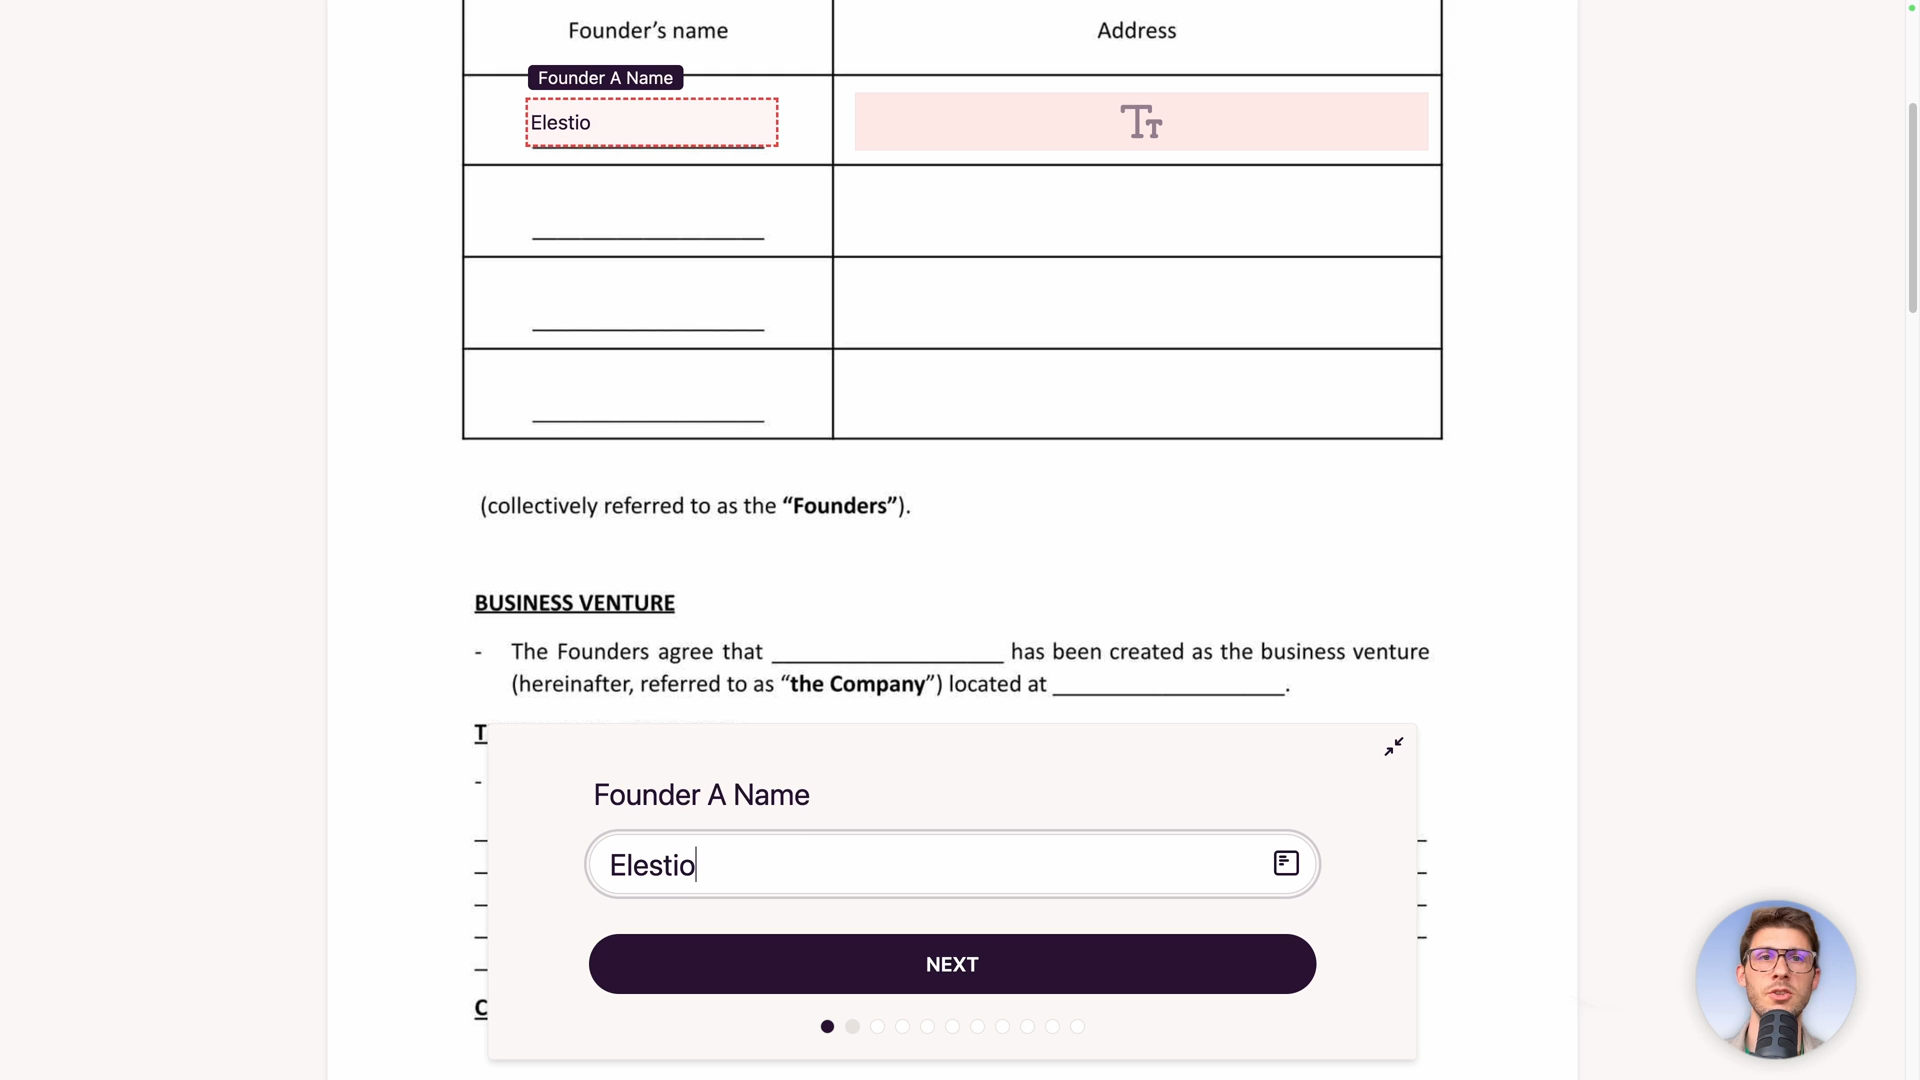 Founder’s name
Address
Founder A Name
Elestio
(collectively referred to as the “Founders”).
BUSINESS VENTURE
- The Founders agree that ____________________ has been created as the business venture
(hereinafter, referred to as “the Company”) located at ____________________.
T
-
Founder A Name
Elestio
NEXT
C